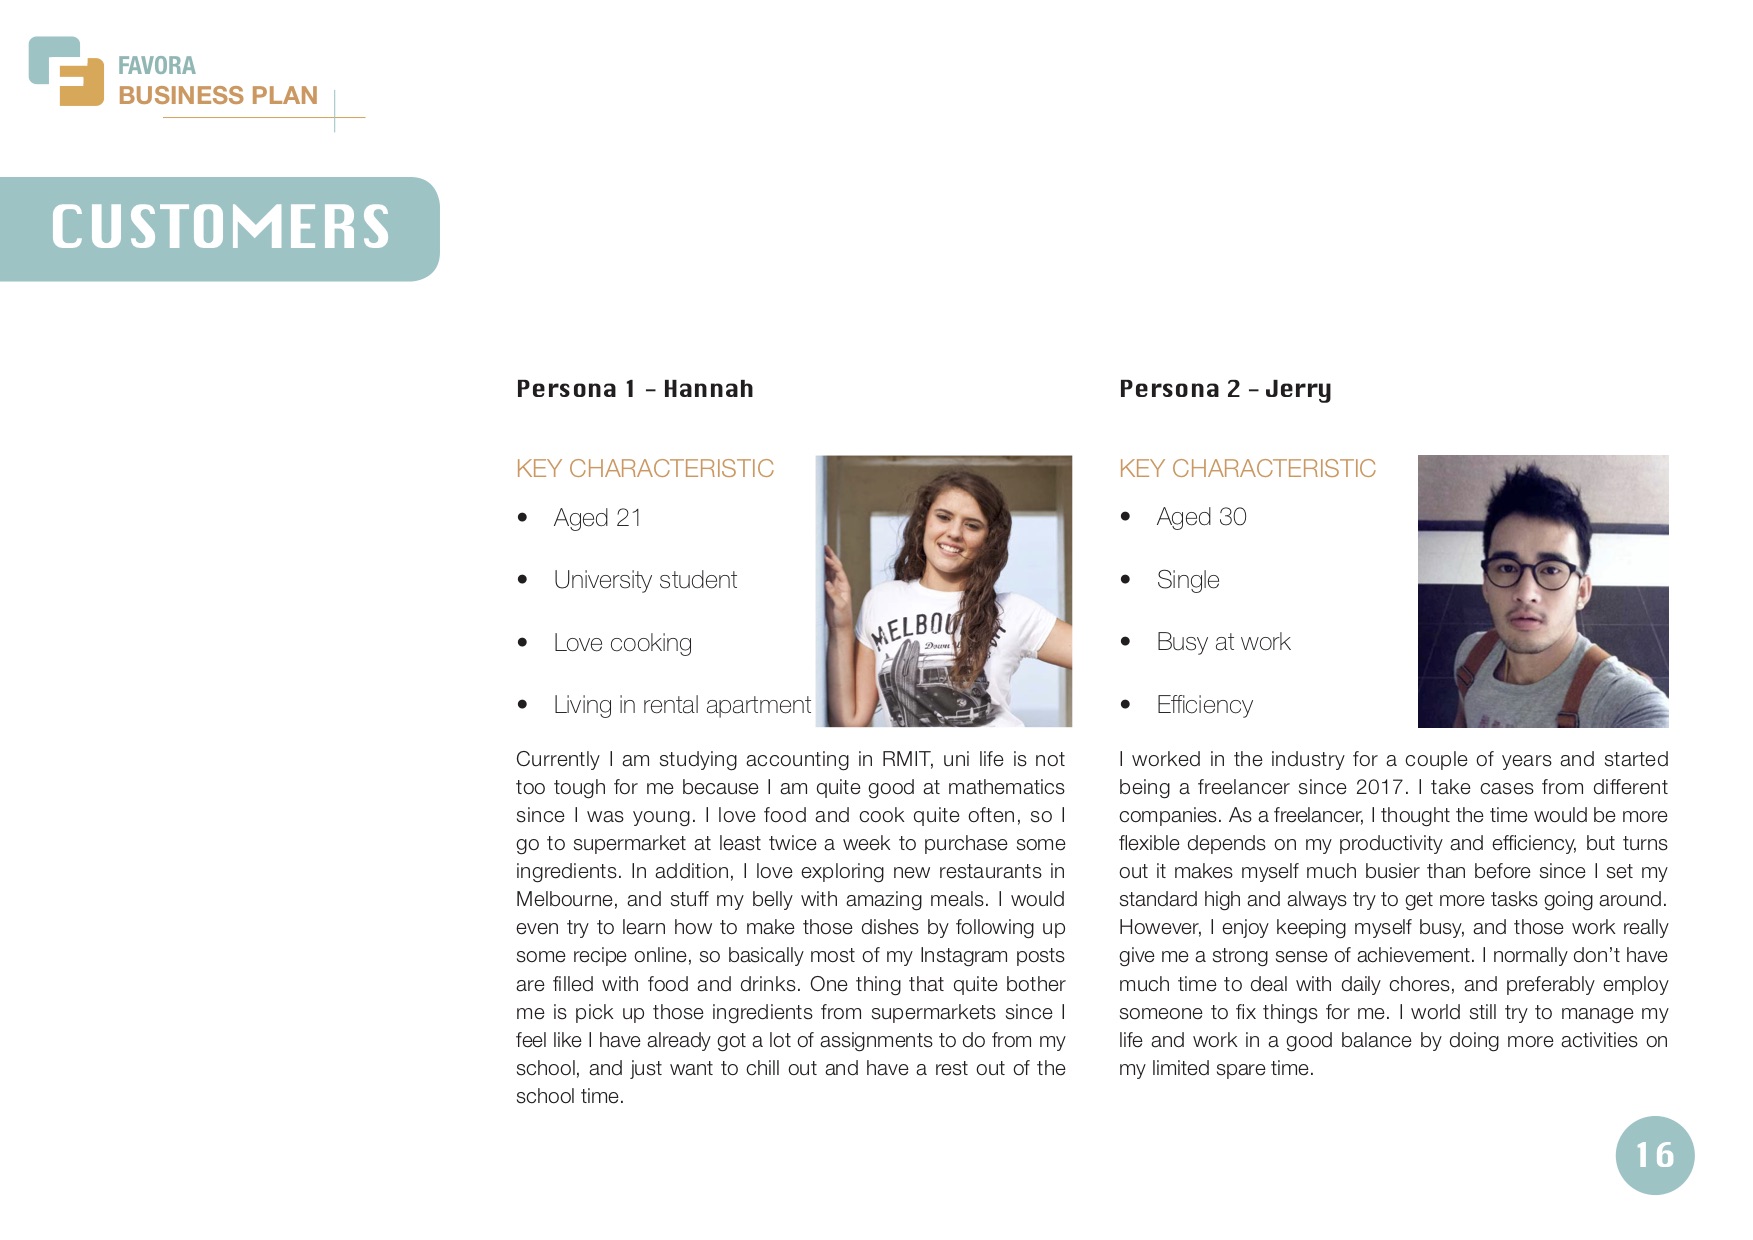 FAVORA
BUSINESS PLAN
CUSTOMERS
Persona 1 - Hannah
KEY CHARACTERISTIC
• Aged 21
• University student
• Love cooking
• Living in rental apartment
MELBOU
Down
Currently I am studying accounting in RMIT, uni life is not
too tough for me because I am quite good at mathematics
since I was young. I love food and cook quite often, so I
go to supermarket at least twice a week to purchase some
ingredients. In addition, I love exploring new restaurants in
Melbourne, and stuff my belly with amazing meals. I would
even try to learn how to make those dishes by following up
some recipe online, so basically most of my Instagram posts
are filled with food and drinks. One thing that quite bother
me is pick up those ingredients from supermarkets since I
feel like I have already got a lot of assignments to do from my
school, and just want to chill out and have a rest out of the
school time.
Persona 2 - Jerry
KEY CHARACTERISTIC
• Aged 30
• Single
• Busy at work
• Efficiency
I worked in the industry for a couple of years and started
being a freelancer since 2017. I take cases from different
companies. As a freelancer, I thought the time would be more
flexible depends on my productivity and efficiency, but turns
out it makes myself much busier than before since I set my
standard high and always try to get more tasks going around.
However, I enjoy keeping myself busy, and those work really
give me a strong sense of achievement. I normally don't have
much time to deal with daily chores, and preferably employ
someone to fix things for me. I world still try to manage my
life and work in a good balance by doing more activities on
my limited spare time.
16